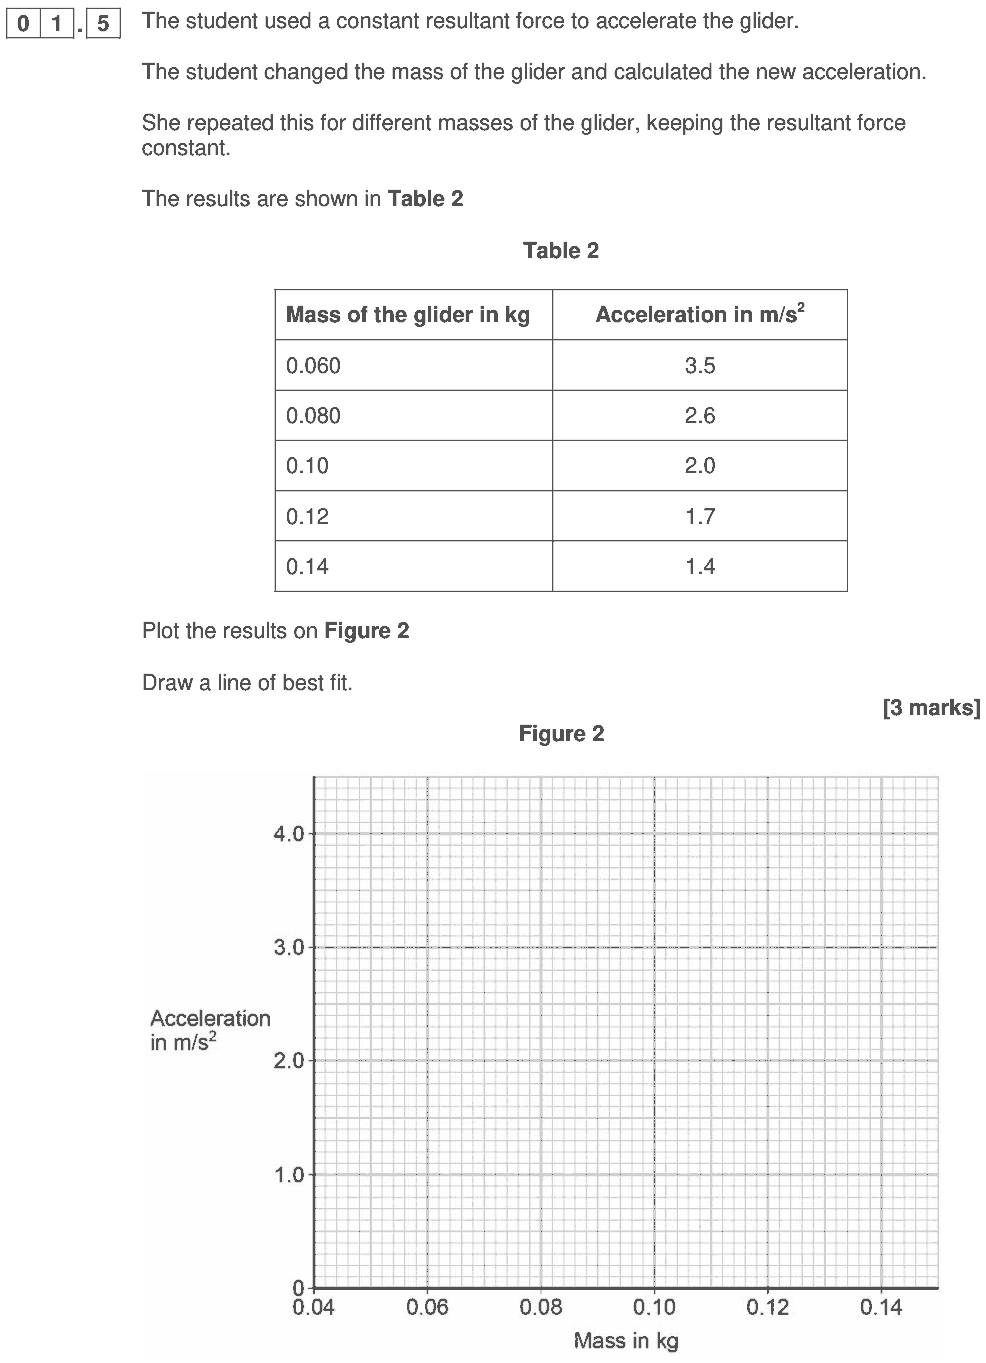 0 1 . 5 The student used a constant resultant force to accelerate the glider.
The student changed the mass of the glider and calculated the new acceleration.
She repeated this for different masses of the glider, keeping the resultant force
constant.
The results are shown in Table 2
Table 2
Mass of the glider in kg Acceleration in m/s²
0.060 3.5
0.080 2.6
0.10 2.0
0.12 1.7
0.14 1.4
Plot the results on Figure 2
Draw a line of best fit.
[3 marks]
Figure 2
4.0
3.0
Acceleration
in m/s²
2.0
1.0
0
0.04 0.06 0.08 0.10 0.12 0.14
Mass in kg